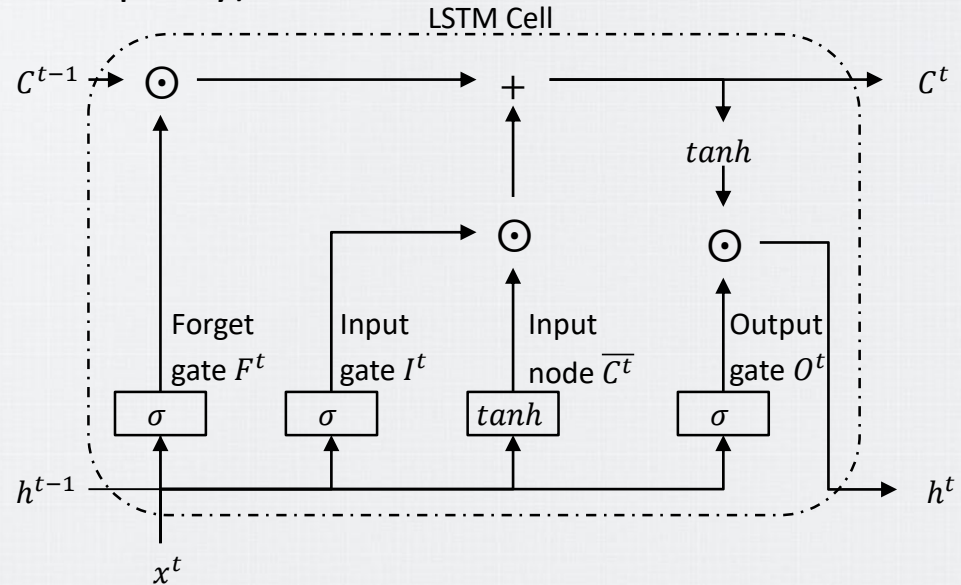 LSTM Cell
C^{t−1} ⊙ + C^t
tanh
⊙ ⊙
Forget gate F^t
Input gate I^t
Input node \overline{C^t}
Output gate O^t
σ σ tanh σ
h^{t−1} h^t
x^t